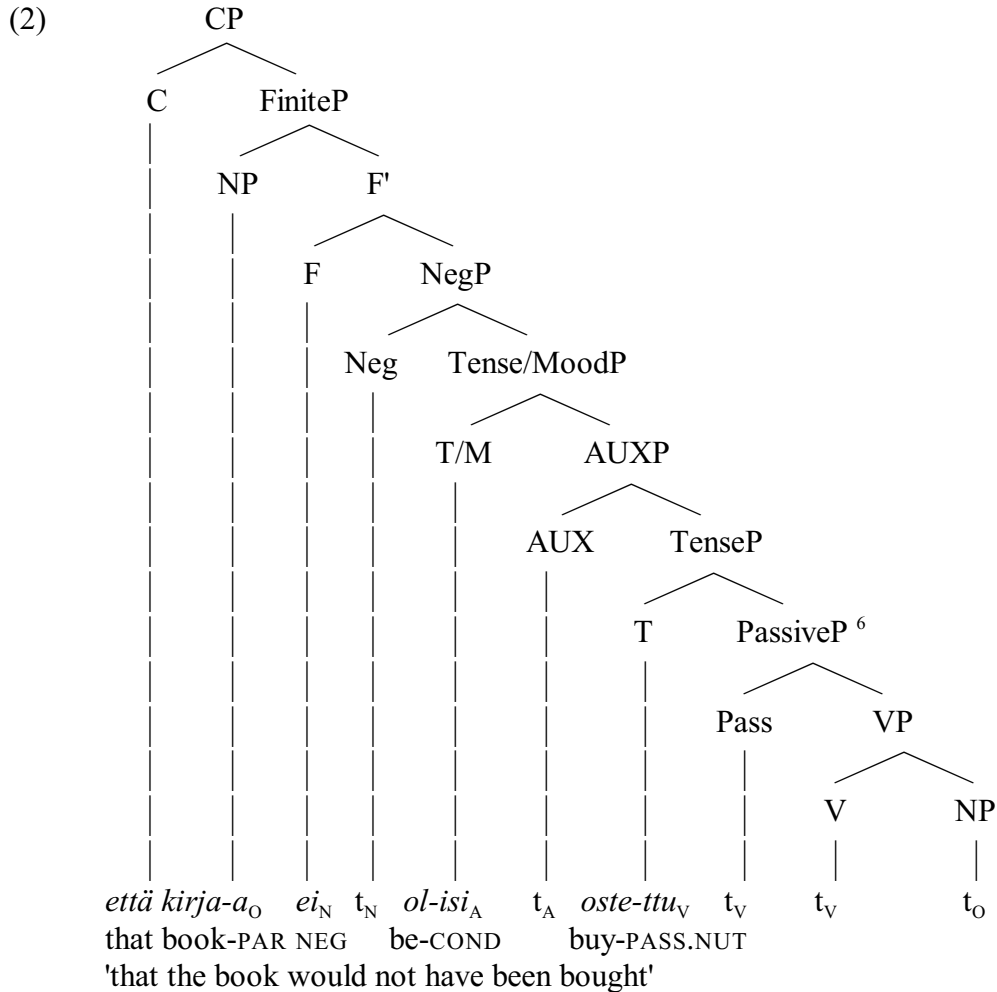 (2) CP
C FiniteP
NP F'
F NegP
Neg Tense/MoodP
T/M AUXP
AUX TenseP
T PassiveP 6
Pass VP
V NP
että kirja-aO eiN tN ol-isiA tA oste-ttuV tV tV tO
that book-PAR NEG be-COND buy-PASS.NUT
'that the book would not have been bought'